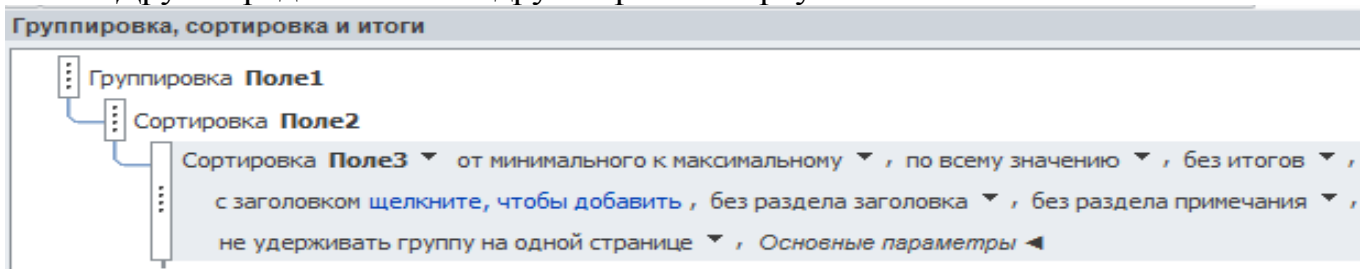 Группировка, сортировка и итоги
Группировка Поле1
Сортировка Поле2
Сортировка Поле3 от минимального к максимальному , по всему значению , без итогов ,
с заголовком щелкните, чтобы добавить , без раздела заголовка , без раздела примечания ,
не удерживать группу на одной странице , Основные параметры